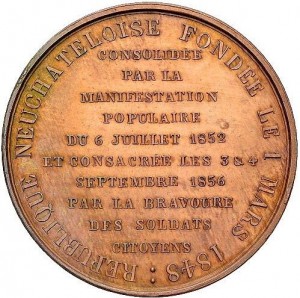 REPUBLIQUE NEUCHATELOISE FONDÉE LE 1 MARS 1848:
CONSOLIDÉE
PAR LA
MANIFESTATION
POPULAIRE
DU 6 JUILLET 1852
ET CONSACRÉE LES 3 & 4
SEPTEMBRE 1856
PAR LA BRAVOURE
DES SOLDATS
CITOYENS